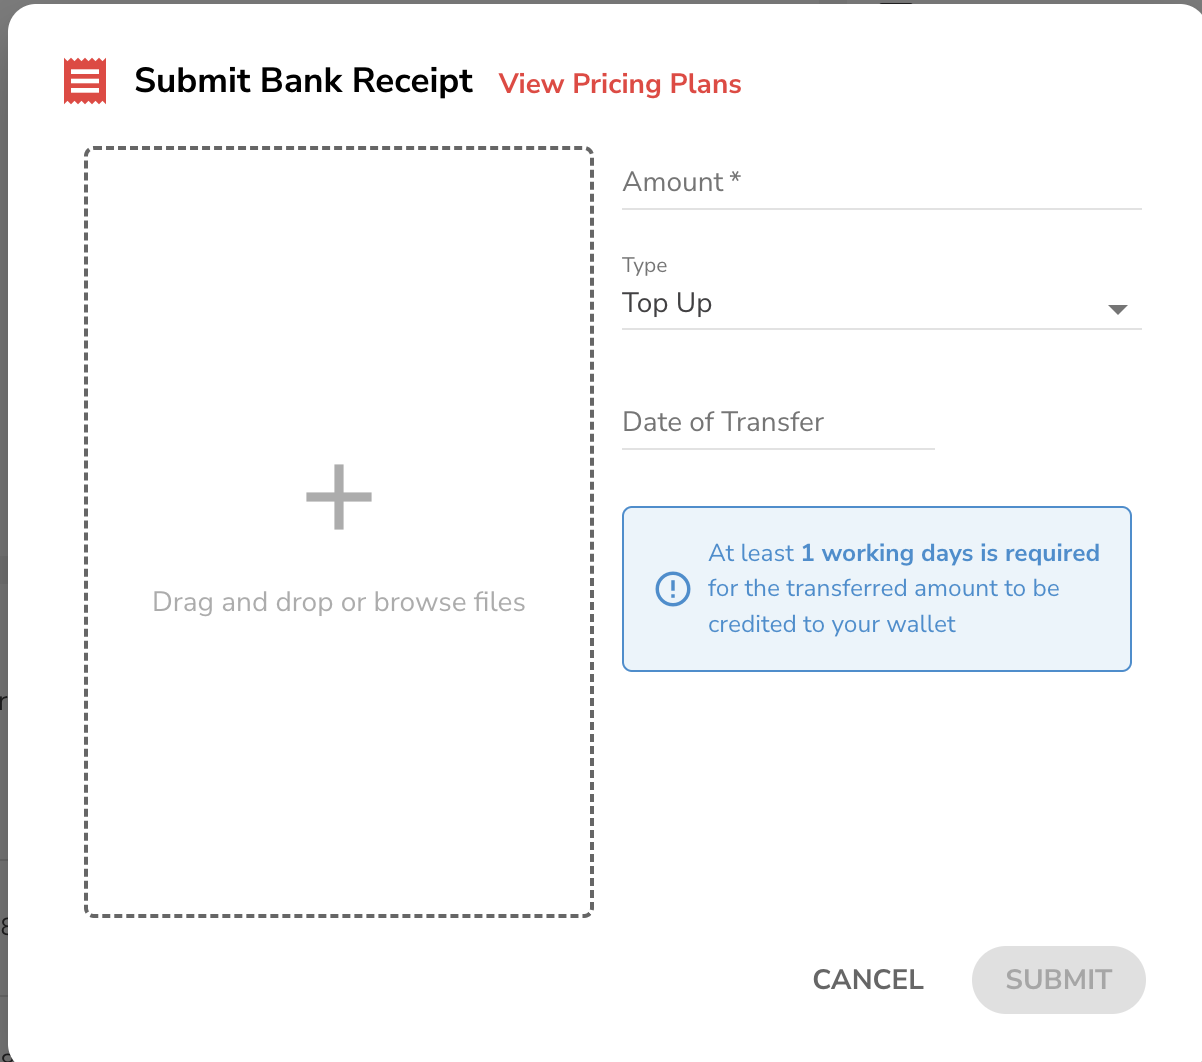 Submit Bank Receipt
View Pricing Plans
Drag and drop or browse files
Amount *
Type
Top Up
Date of Transfer
At least 1 working days is required
for the transferred amount to be
credited to your wallet
CANCEL
SUBMIT